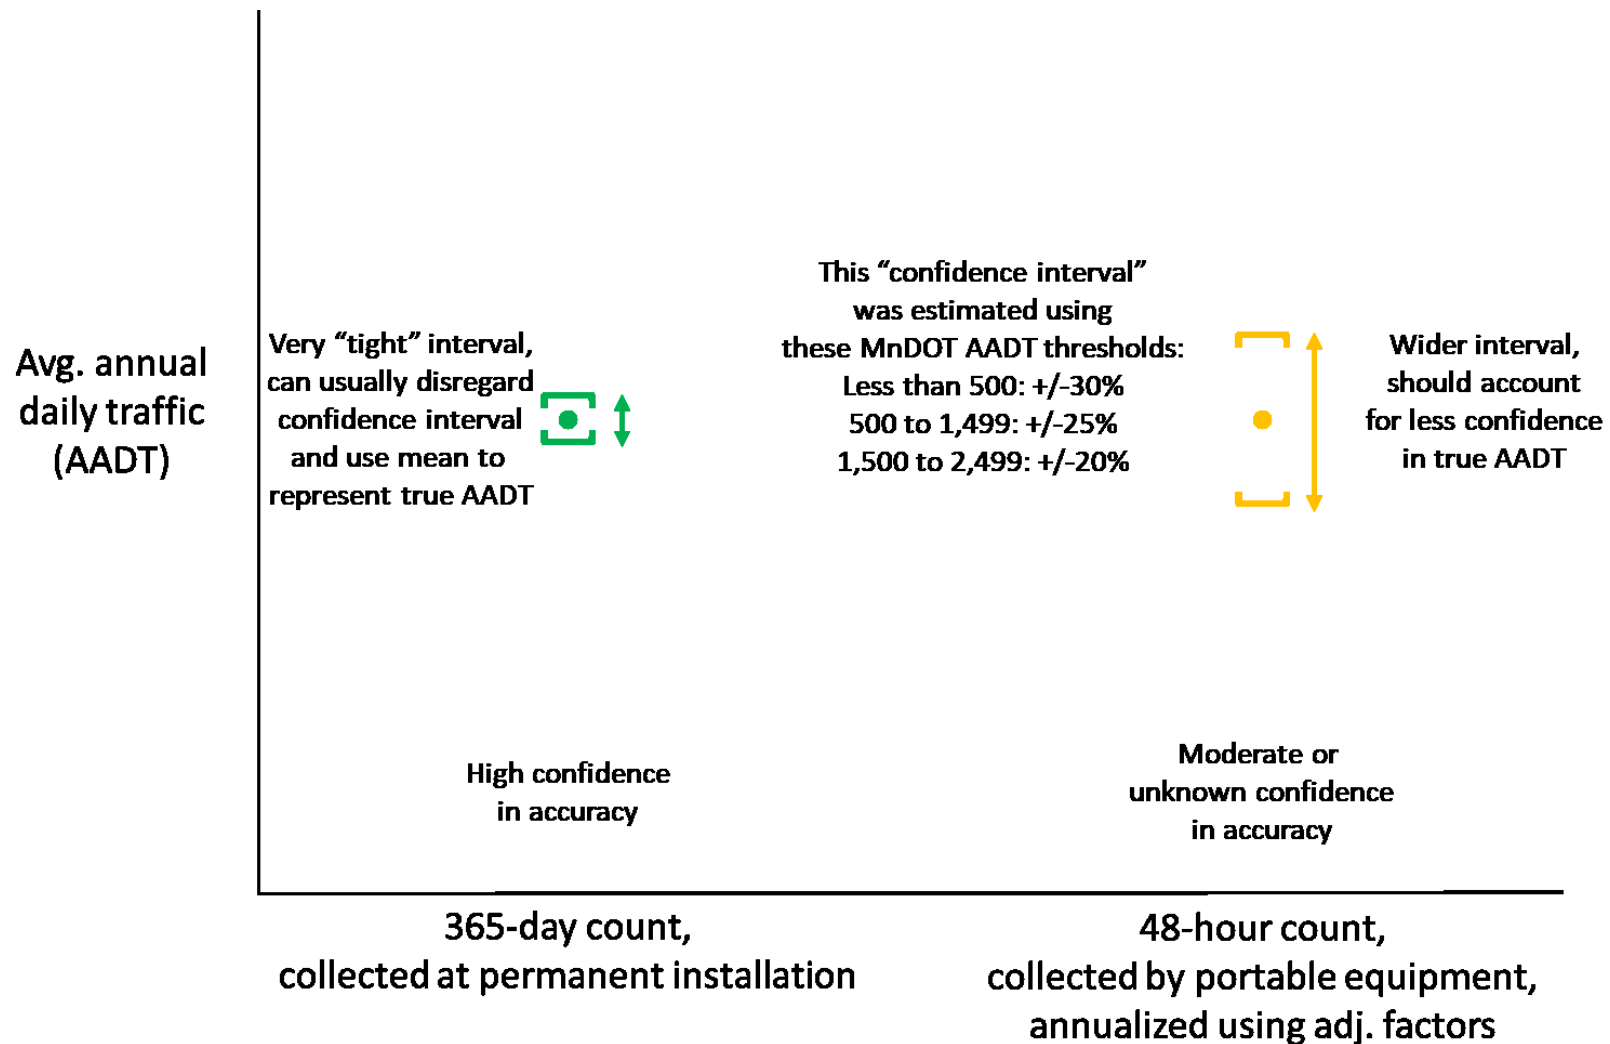 Avg. annual
daily traffic
(AADT)
Very “tight” interval,
can usually disregard
confidence interval
and use mean to
represent true AADT
This “confidence interval”
was estimated using
these MnDOT AADT thresholds:
Less than 500: +/-30%
500 to 1,499: +/-25%
1,500 to 2,499: +/-20%
Wider interval,
should account
for less confidence
in true AADT
High confidence
in accuracy
Moderate or
unknown confidence
in accuracy
365-day count,
collected at permanent installation
48-hour count,
collected by portable equipment,
annualized using adj. factors